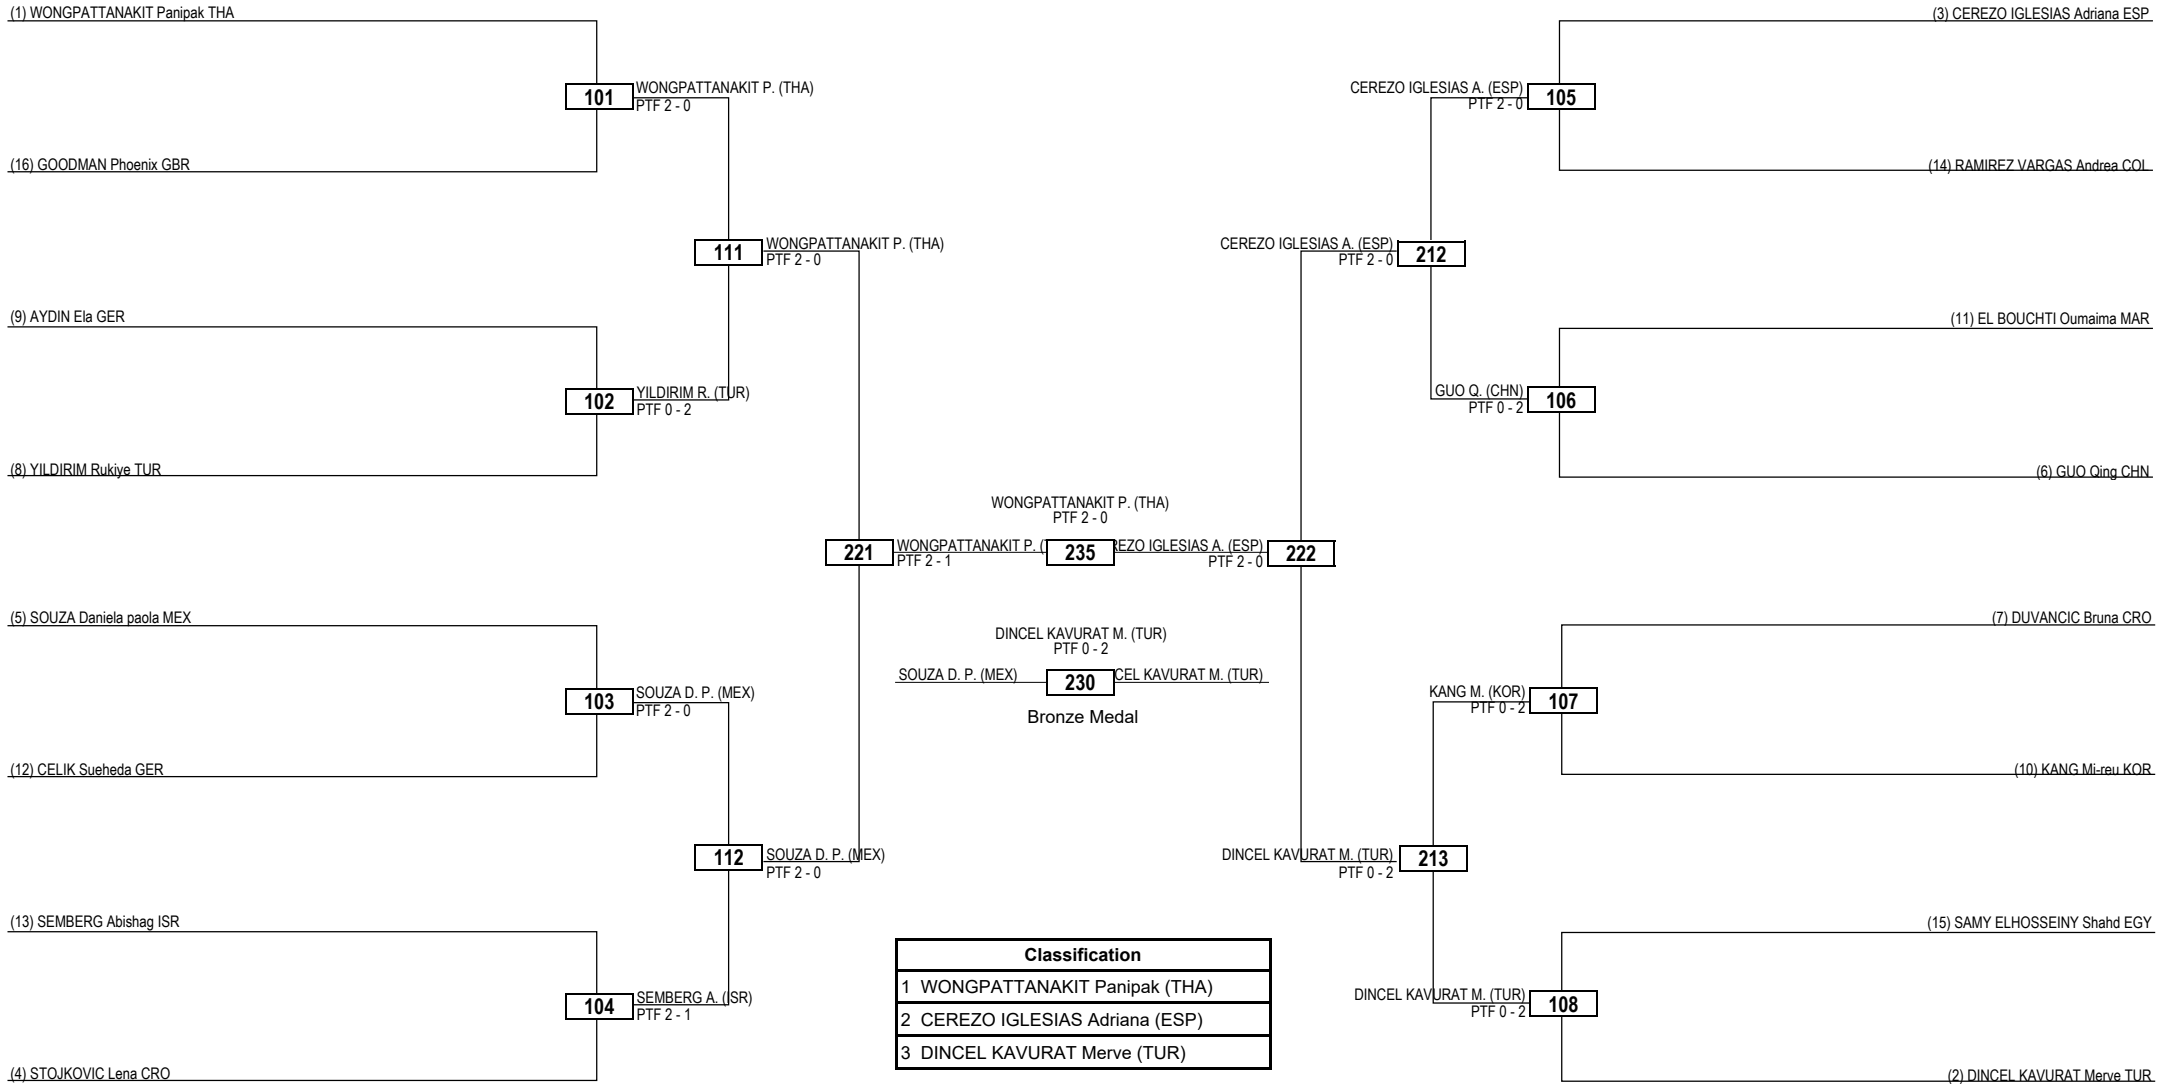 (1) WONGPATTANAKIT Panipak THA
(3) CEREZO IGLESIAS Adriana ESP
101
WONGPATTANAKIT P. (THA)
PTF 2 - 0
CEREZO IGLESIAS A. (ESP)
PTF 2 - 0
105
(16) GOODMAN Phoenix GBR
(14) RAMIREZ VARGAS Andrea COL
111
WONGPATTANAKIT P. (THA)
PTF 2 - 0
CEREZO IGLESIAS A. (ESP)
PTF 2 - 0
212
(9) AYDIN Ela GER
(11) EL BOUCHTI Oumaima MAR
102
YILDIRIM R. (TUR)
PTF 0 - 2
GUO Q. (CHN)
PTF 0 - 2
106
(8) YILDIRIM Rukiye TUR
(6) GUO Qing CHN
WONGPATTANAKIT P. (THA)
PTF 2 - 0
221
WONGPATTANAKIT P. (
PTF 2 - 1
235
REZO IGLESIAS A. (ESP)
PTF 2 - 0
222
(5) SOUZA Daniela paola MEX
(7) DUVANCIC Bruna CRO
DINCEL KAVURAT M. (TUR)
PTF 0 - 2
SOUZA D. P. (MEX)
230
CEL KAVURAT M. (TUR)
Bronze Medal
103
SOUZA D. P. (MEX)
PTF 2 - 0
KANG M. (KOR)
PTF 0 - 2
107
(12) CELIK Sueheda GER
(10) KANG Mi-reu KOR
112
SOUZA D. P. (MEX)
PTF 2 - 0
DINCEL KAVURAT M. (TUR)
PTF 0 - 2
213
(13) SEMBERG Abishag ISR
(15) SAMY ELHOSSEINY Shahd EGY
104
SEMBERG A. (ISR)
PTF 2 - 1
DINCEL KAVURAT M. (TUR)
PTF 0 - 2
108
(4) STOJKOVIC Lena CRO
(2) DINCEL KAVURAT Merve TUR
Classification
1 WONGPATTANAKIT Panipak (THA)
2 CEREZO IGLESIAS Adriana (ESP)
3 DINCEL KAVURAT Merve (TUR)